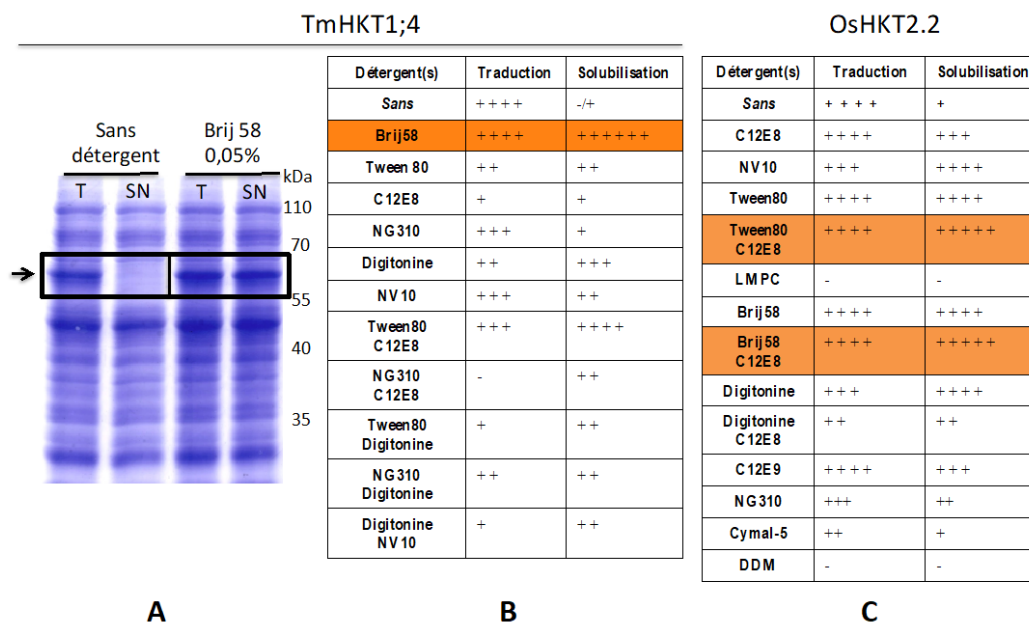 TmHKT1;4
OsHKT2.2
Sans
détergent
Brij 58
0,05%
T SN T SN
kDa
110
70
55
40
35
Détergent(s) Traduction Solubilisation
Sans ++++ -/+
Brij58 ++++ ++++++
Tween 80 ++ ++
C12E8 + +
NG310 +++ +
Digitonine ++ +++
NV10 +++ ++
Tween80
C12E8 +++ ++++
NG310
C12E8 - ++
Tween80
Digitonine + ++
NG310
Digitonine ++ ++
Digitonine
NV10 + ++
Détergent(s) Traduction Solubilisation
Sans ++++ +
C12E8 ++++ +++
NV10 +++ ++++
Tween80 ++++ ++++
Tween80
C12E8 ++++ +++++
LMPC - -
Brij58 ++++ ++++
Brij58
C12E8 ++++ +++++
Digitonine +++ ++++
Digitonine
C12E8 ++ ++
C12E9 ++++ +++
NG310 +++ ++
Cymal-5 ++ +
DDM - -
A
B
C